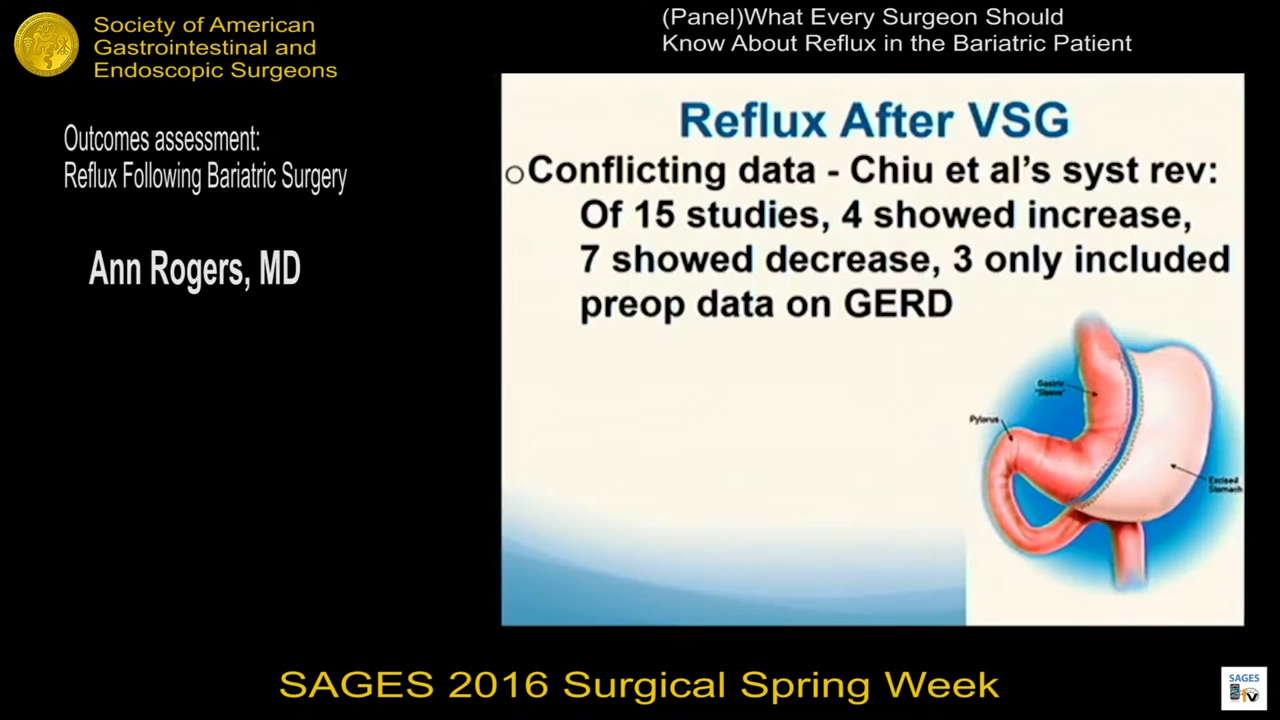 Society of American
Gastrointestinal and
Endoscopic Surgeons
(Panel)What Every Surgeon Should
Know About Reflux in the Bariatric Patient
Outcomes assessment:
Reflux Following Bariatric Surgery
Ann Rogers, MD
Reflux After VSG
Conflicting data - Chiu et al’s syst rev:
Of 15 studies, 4 showed increase,
7 showed decrease, 3 only included
preop data on GERD
Gastric
"Sleeve"
Pylorus
Excised
Stomach
SAGES 2016 Surgical Spring Week
SAGES
TV